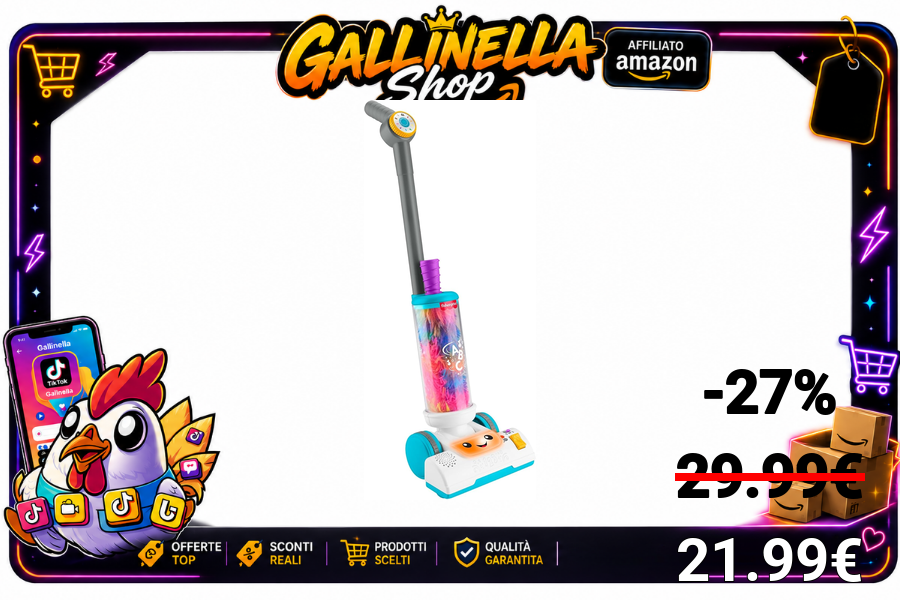 GALLINELLA
Shop
AFFILIATO
amazon
Gallinella
TikTok
Gallinella
A
B
C
-27%
29.99€
21.99€
OFFERTE
TOP
SCONTI
REALI
PRODOTTI
SCELTI
QUALITÀ
GARANTITA